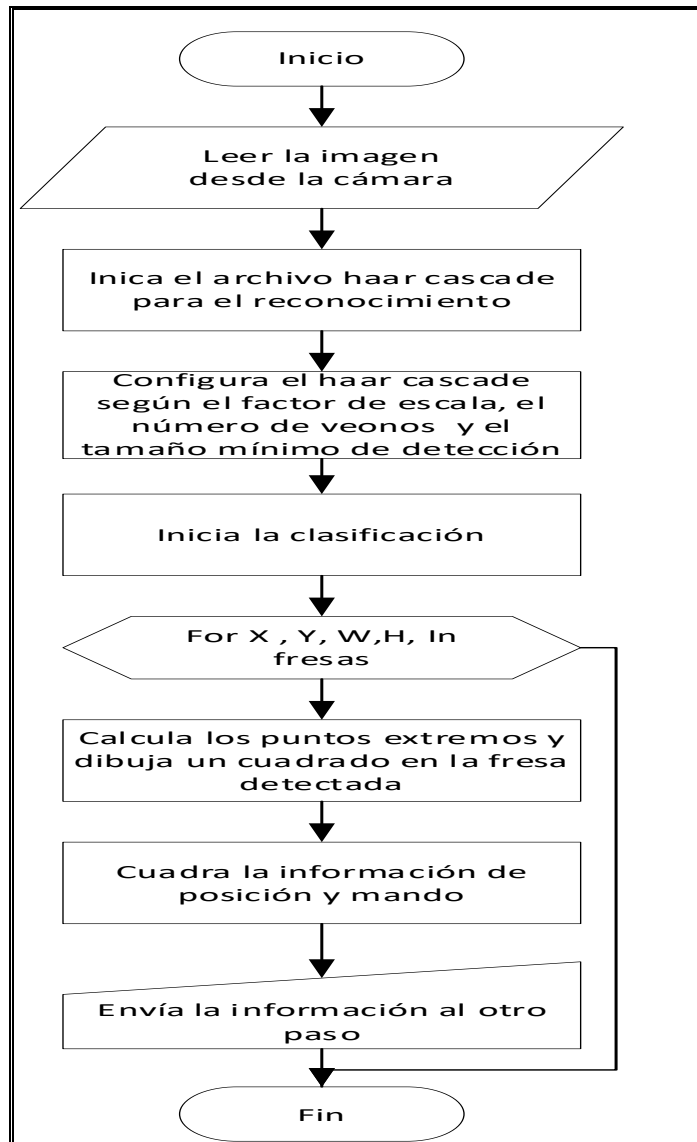 Inicio
Leer la imagen
desde la cámara
Inica el archivo haar cascade
para el reconocimiento
Configura el haar cascade
según el factor de escala, el
número de veonos y el
tamaño mínimo de detección
Inicia la clasificación
For X , Y, W,H, In
fresas
Calcula los puntos extremos y
dibuja un cuadrado en la fresa
detectada
Cuadra la información de
posición y mando
Envía la información al otro
paso
Fin